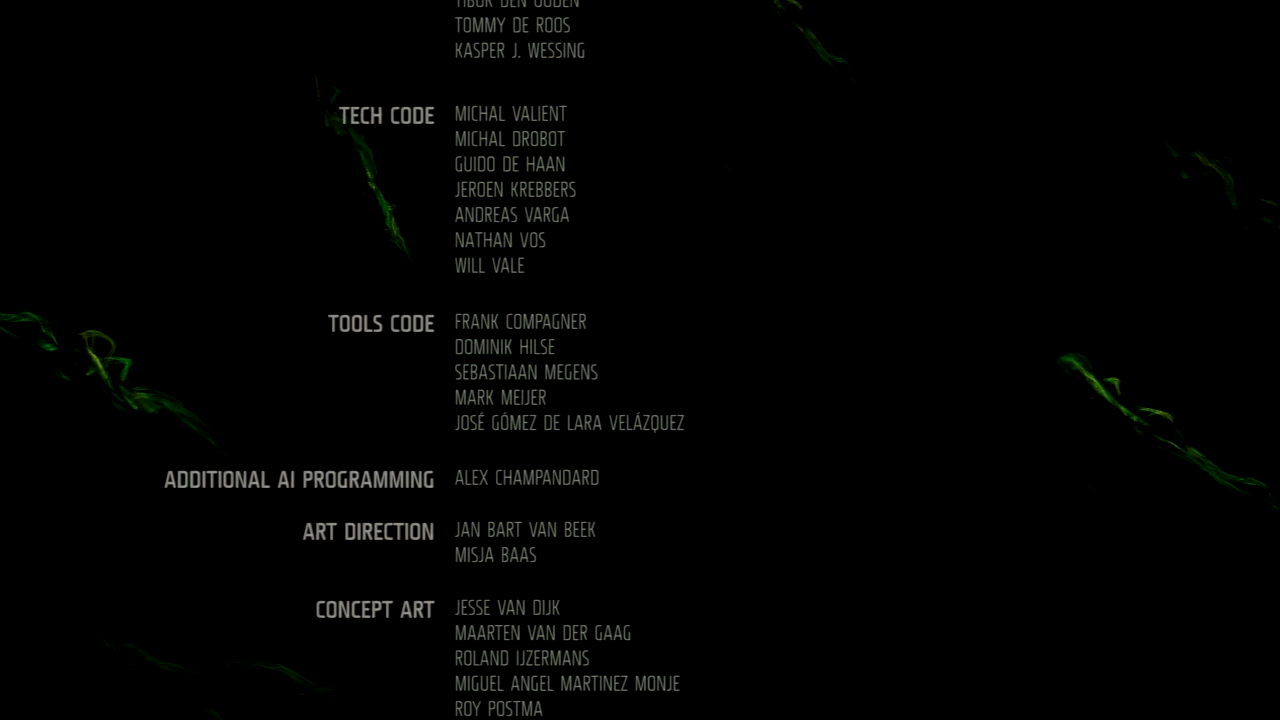 TOMMY DE ROOS
KASPER J. WESSING
TECH CODE MICHAL VALIENT
MICHAL DROBOT
GUIDO DE HAAN
JEROEN KREBBERS
ANDREAS VARGA
NATHAN VOS
WILL VALE
TOOLS CODE FRANK COMPAGNER
DOMINIK HILSE
SEBASTIAAN MEGENS
MARK MEIJER
JOSÉ GÓMEZ DE LARA VELÁZQUEZ
ADDITIONAL AI PROGRAMMING ALEX CHAMPANDARD
ART DIRECTION JAN BART VAN BEEK
MISJA BAAS
CONCEPT ART JESSE VAN DIJK
MAARTEN VAN DER GAAG
ROLAND IJZERMANS
MIGUEL ANGEL MARTINEZ MONJE
ROY POSTMA